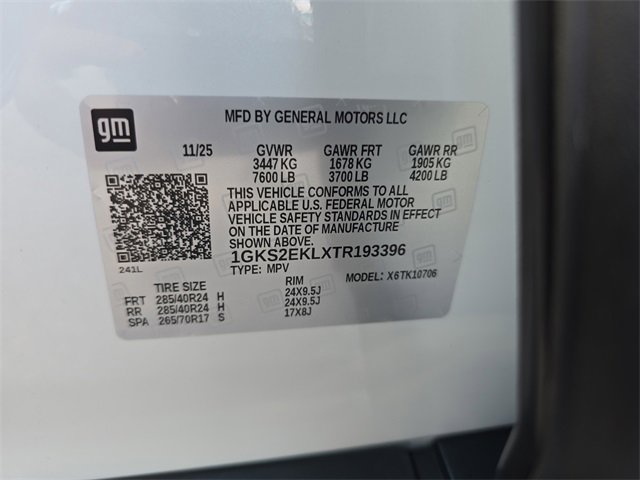 gm
MFD BY GENERAL MOTORS LLC
11/25 GVWR GAWR FRT GAWR RR
3447 KG 1678 KG 1905 KG
7600 LB 3700 LB 4200 LB
THIS VEHICLE CONFORMS TO ALL
APPLICABLE U.S. FEDERAL MOTOR
VEHICLE SAFETY STANDARDS IN EFFECT
ON THE DATE OF MANUFACTURE
SHOWN ABOVE.
1GKS2EKLXTR193396
TYPE: MPV MODEL: X6TK10706
241L
TIRE SIZE RIM
FRT 285/40R24 H 24X9.5J
RR 285/40R24 H 24X9.5J
SPA 265/70R17 S 17X8J